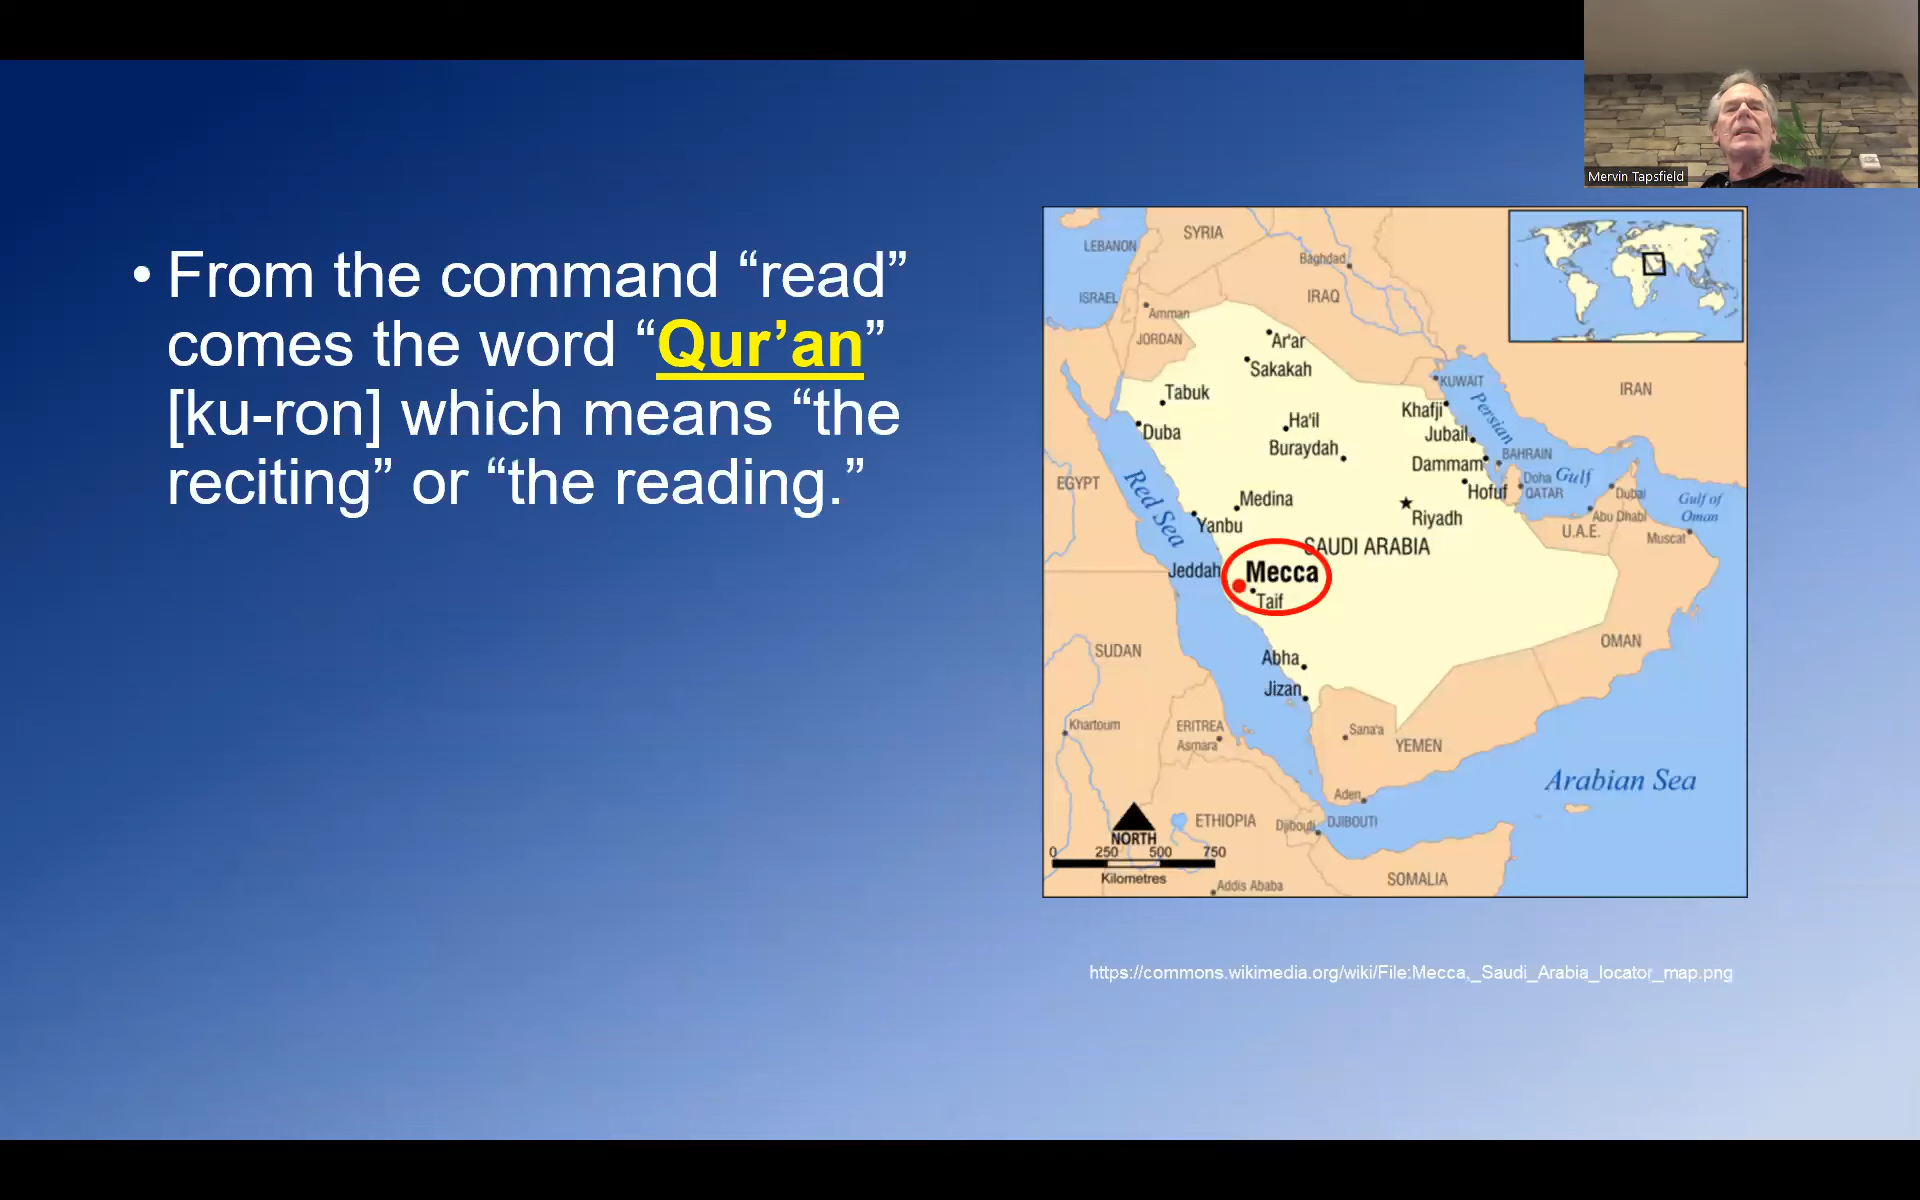 Mervin Tapsfield
• From the command “read”
comes the word “Qur’an”
[ku-ron] which means “the
reciting” or “the reading.”
LEBANON
SYRIA
Baghdad
ISRAEL
IRAQ
Amman
JORDAN
Ar'ar
Sakakah
KUWAIT
IRAN
Tabuk
Khafji
Persian
Ha'il
Duba
Jubail
Buraydah
BAHRAIN
Dammam
EGYPT
Red Sea
Doha
Gulf
QATAR
Hofuf
Dubai
Gulf of
Oman
Medina
Yanbu
Riyadh
Abu Dhabi
U.A.E.
Muscat
SAUDI ARABIA
Jeddah
Mecca
Taif
SUDAN
OMAN
Abha
Jizan
Khartoum
ERITREA
Asmara
Sana'a
YEMEN
Arabian Sea
Aden
ETHIOPIA
Djibouti
DJIBOUTI
NORTH
0 250 500 750
Kilometres
Addis Ababa
SOMALIA
https://commons.wikimedia.org/wiki/File:Mecca,_Saudi_Arabia_locator_map.png